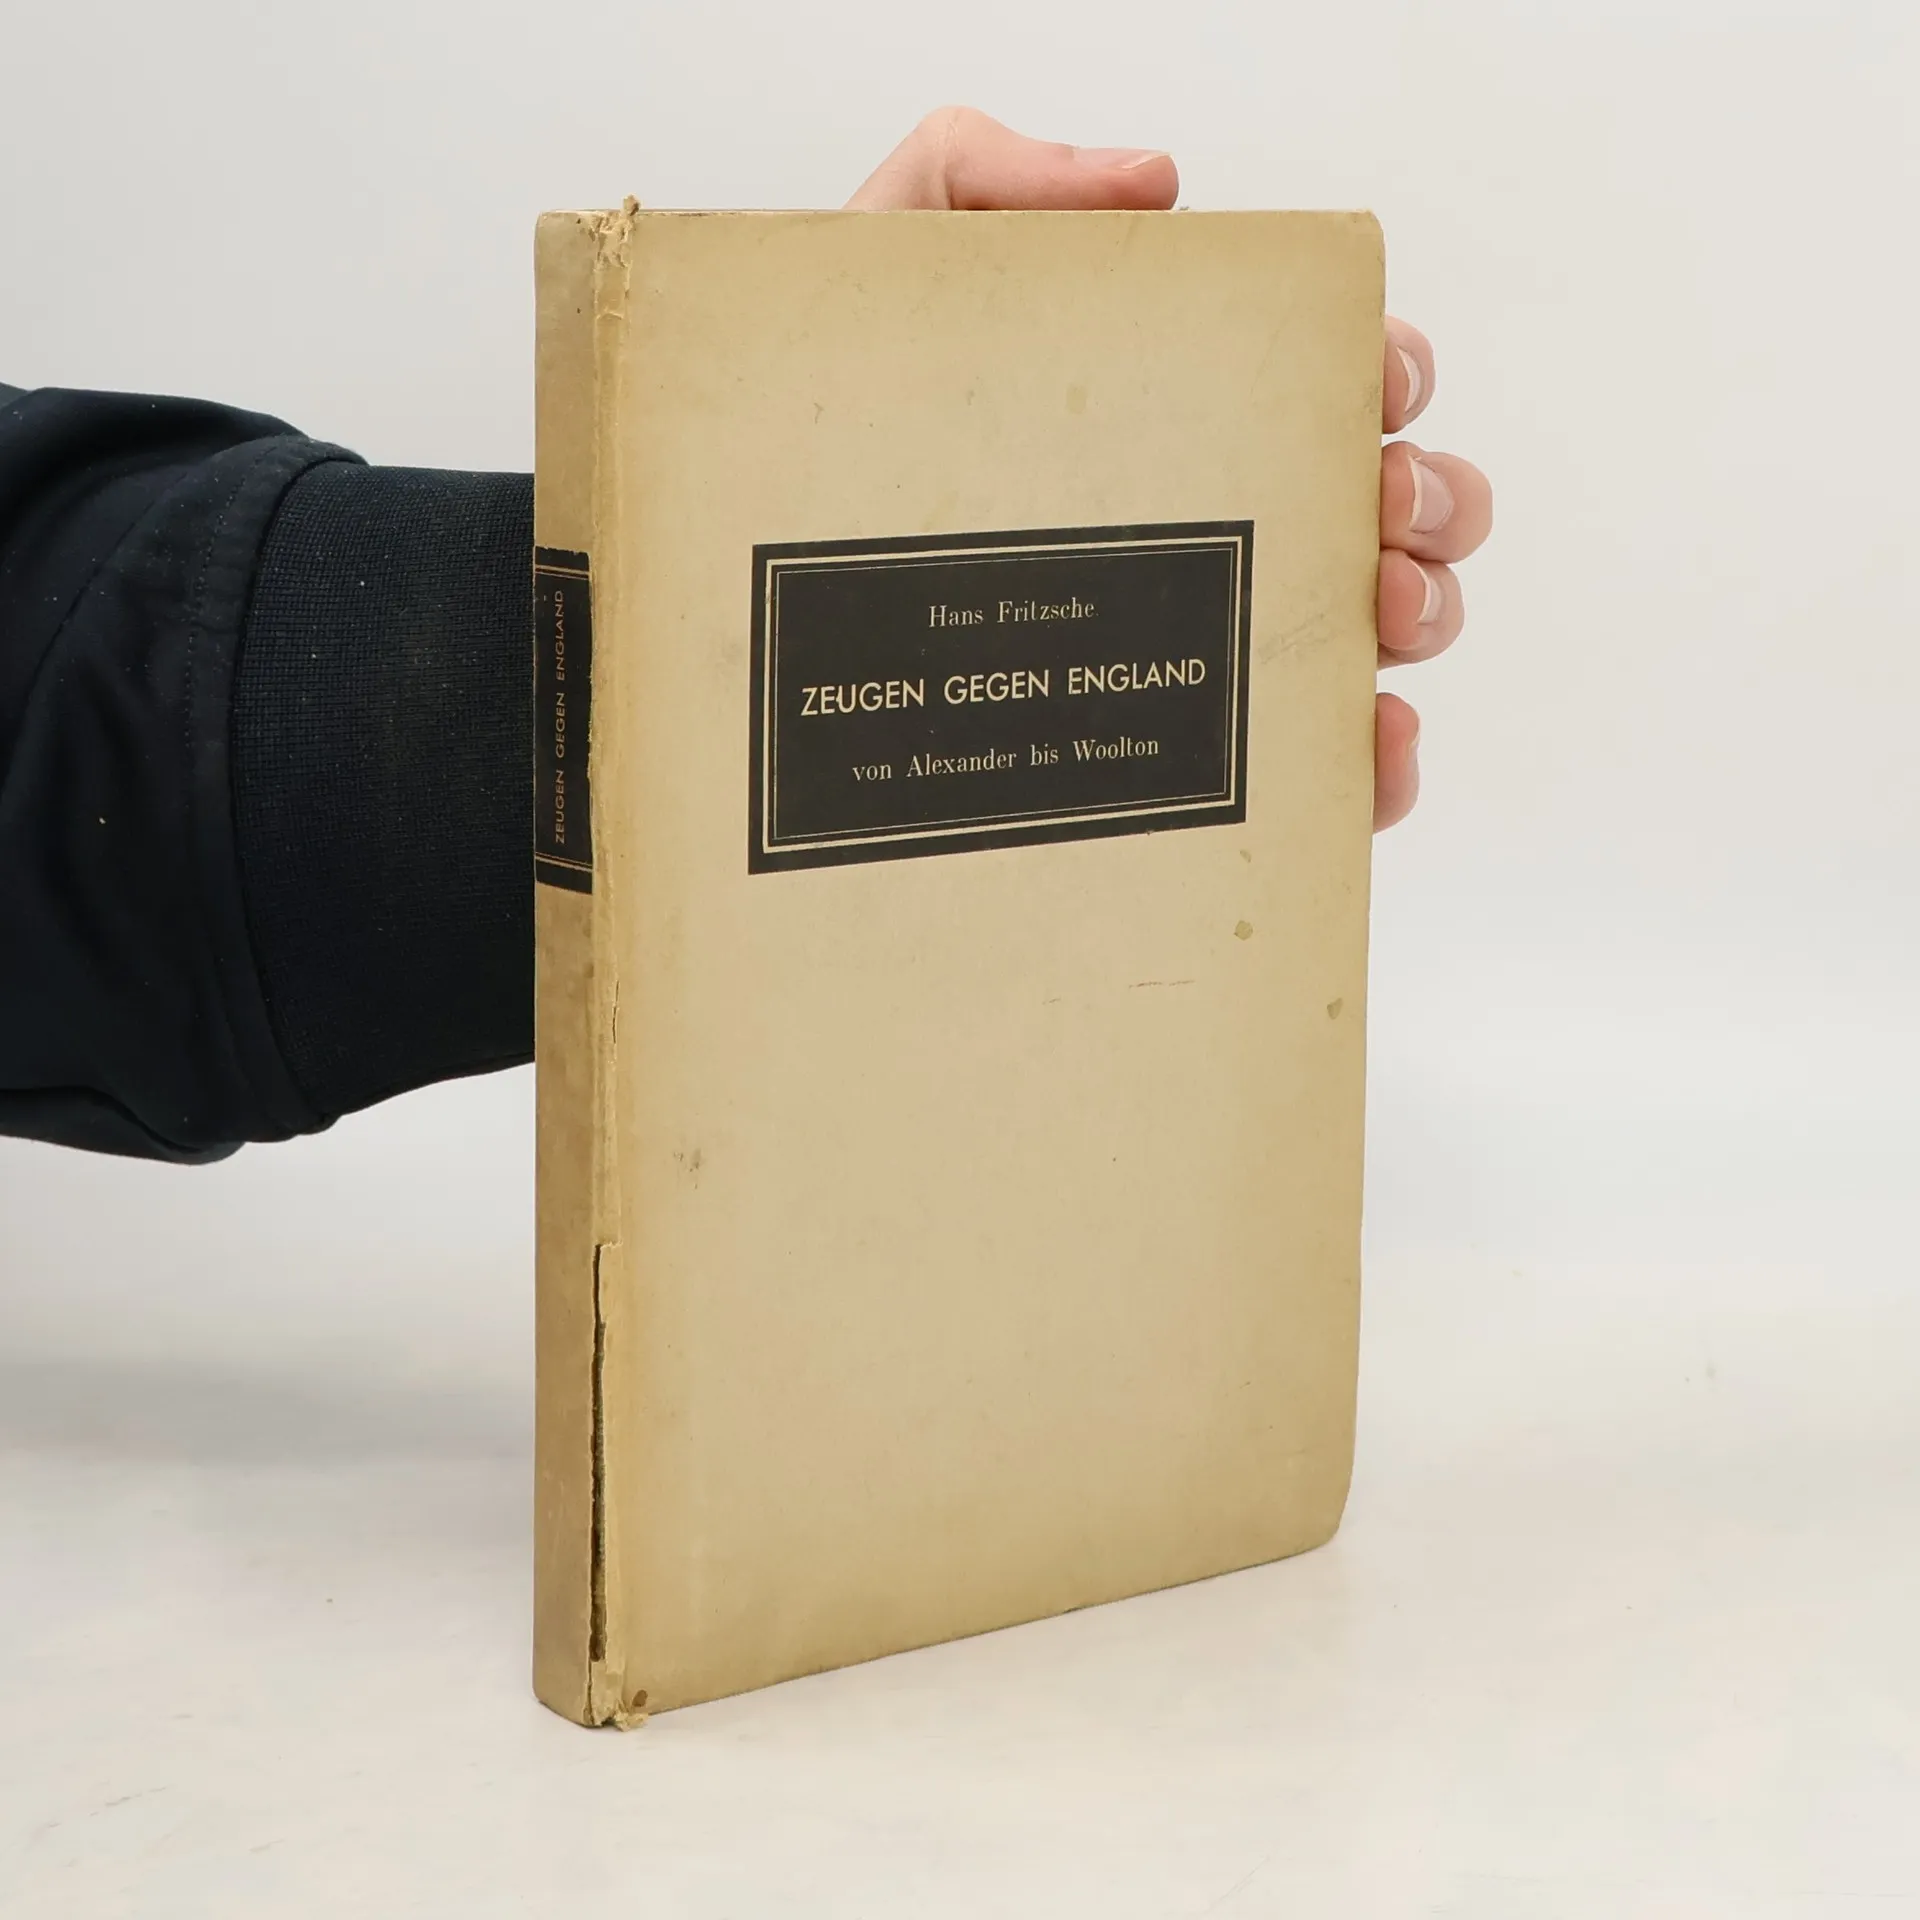 Hans Fritzsche
ZEUGEN GEGEN ENGLAND
von Alexander bis Woolton
ZEUGEN GEGEN ENGLAND